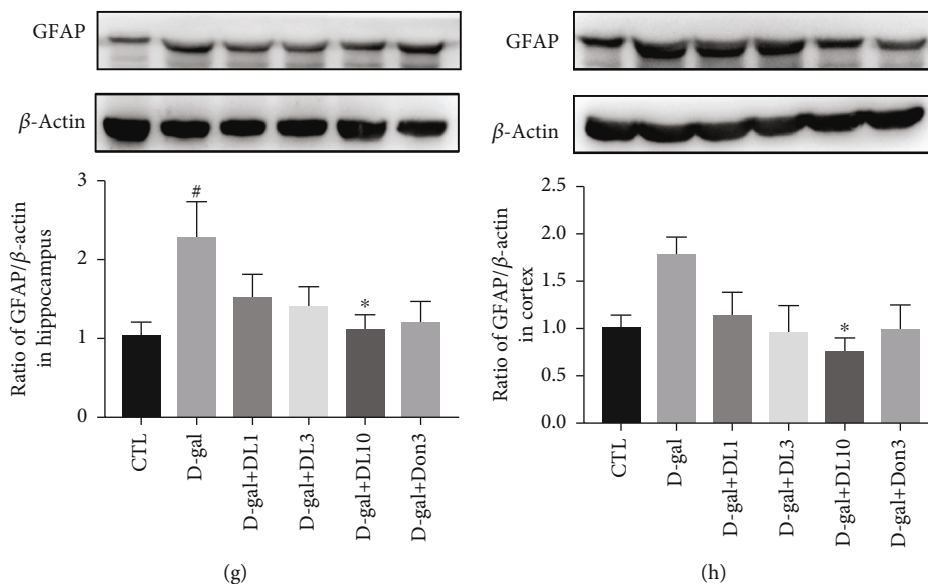 GFAP
β-Actin
Ratio of GFAP/β-actin
in hippocampus
3
2
1
0
#
*
CTL
D-gal
D-gal+DL1
D-gal+DL3
D-gal+DL10
D-gal+Don3
(g)
GFAP
β-Actin
Ratio of GFAP/β-actin
in cortex
2.5
2.0
1.5
1.0
0.5
0.0
*
CTL
D-gal
D-gal+DL1
D-gal+DL3
D-gal+DL10
D-gal+Don3
(h)